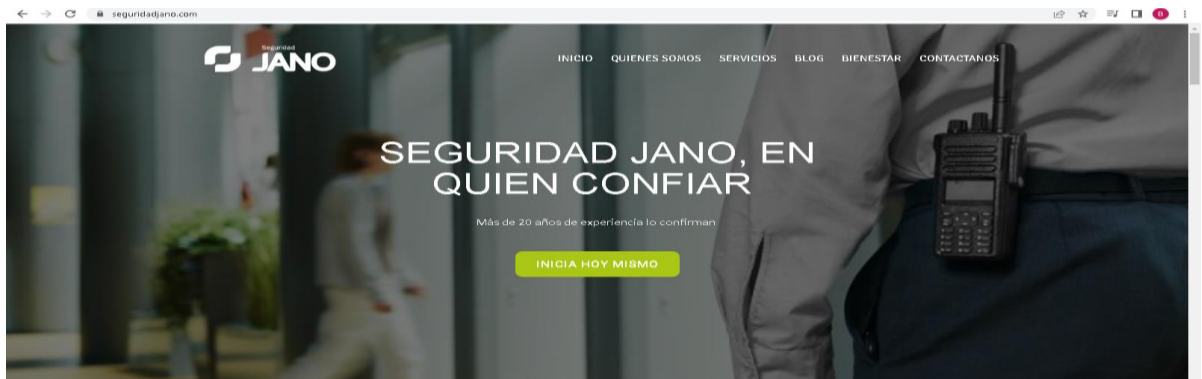 seguridadjano.com
Seguridad
JANO
INICIO QUIENES SOMOS SERVICIOS BLOG BIENESTAR CONTACTANOS
SEGURIDAD JANO, EN
QUIEN CONFIAR
Más de 20 años de experiencia lo confirman
INICIA HOY MISMO